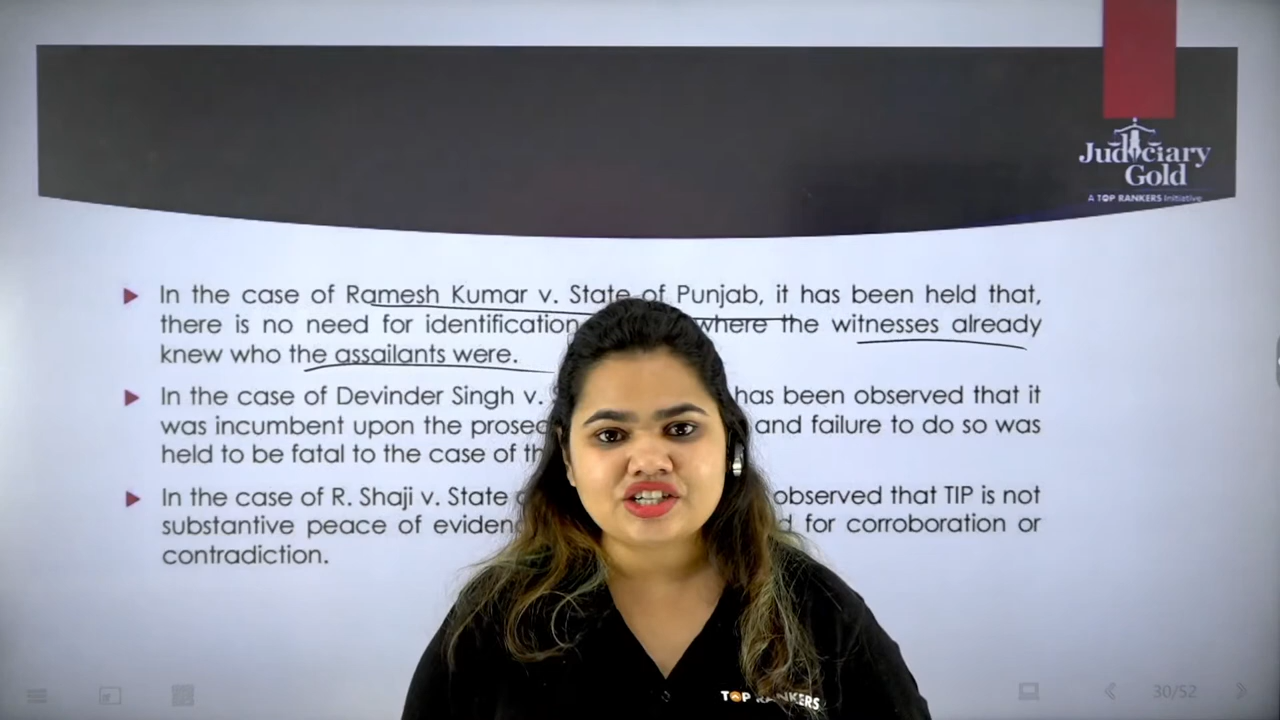 Judiciary
Gold
A TOP RANKERS Initiative
In the case of Ramesh Kumar v. State of Punjab, it has been held that,
there is no need for identification where the witnesses already
knew who the assailants were.
In the case of Devinder Singh v. has been observed that it
was incumbent upon the and failure to do so was
held to be fatal to the case of
In the case of R. Shaji v. State observed that TIP is not
substantive peace of for corroboration or
contradiction.
TOP RANKERS
30/52